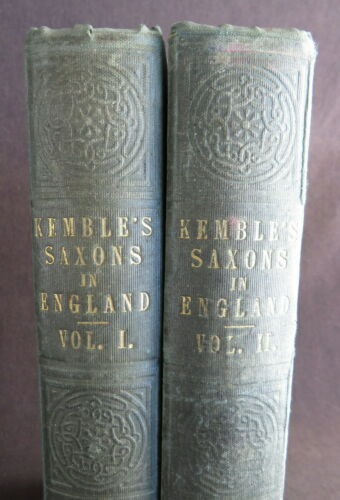 KEMBLE'S
SAXONS
IN
ENGLAND
VOL. I.
KEMBLE'S
SAXONS
IN
ENGLAND
VOL. II.